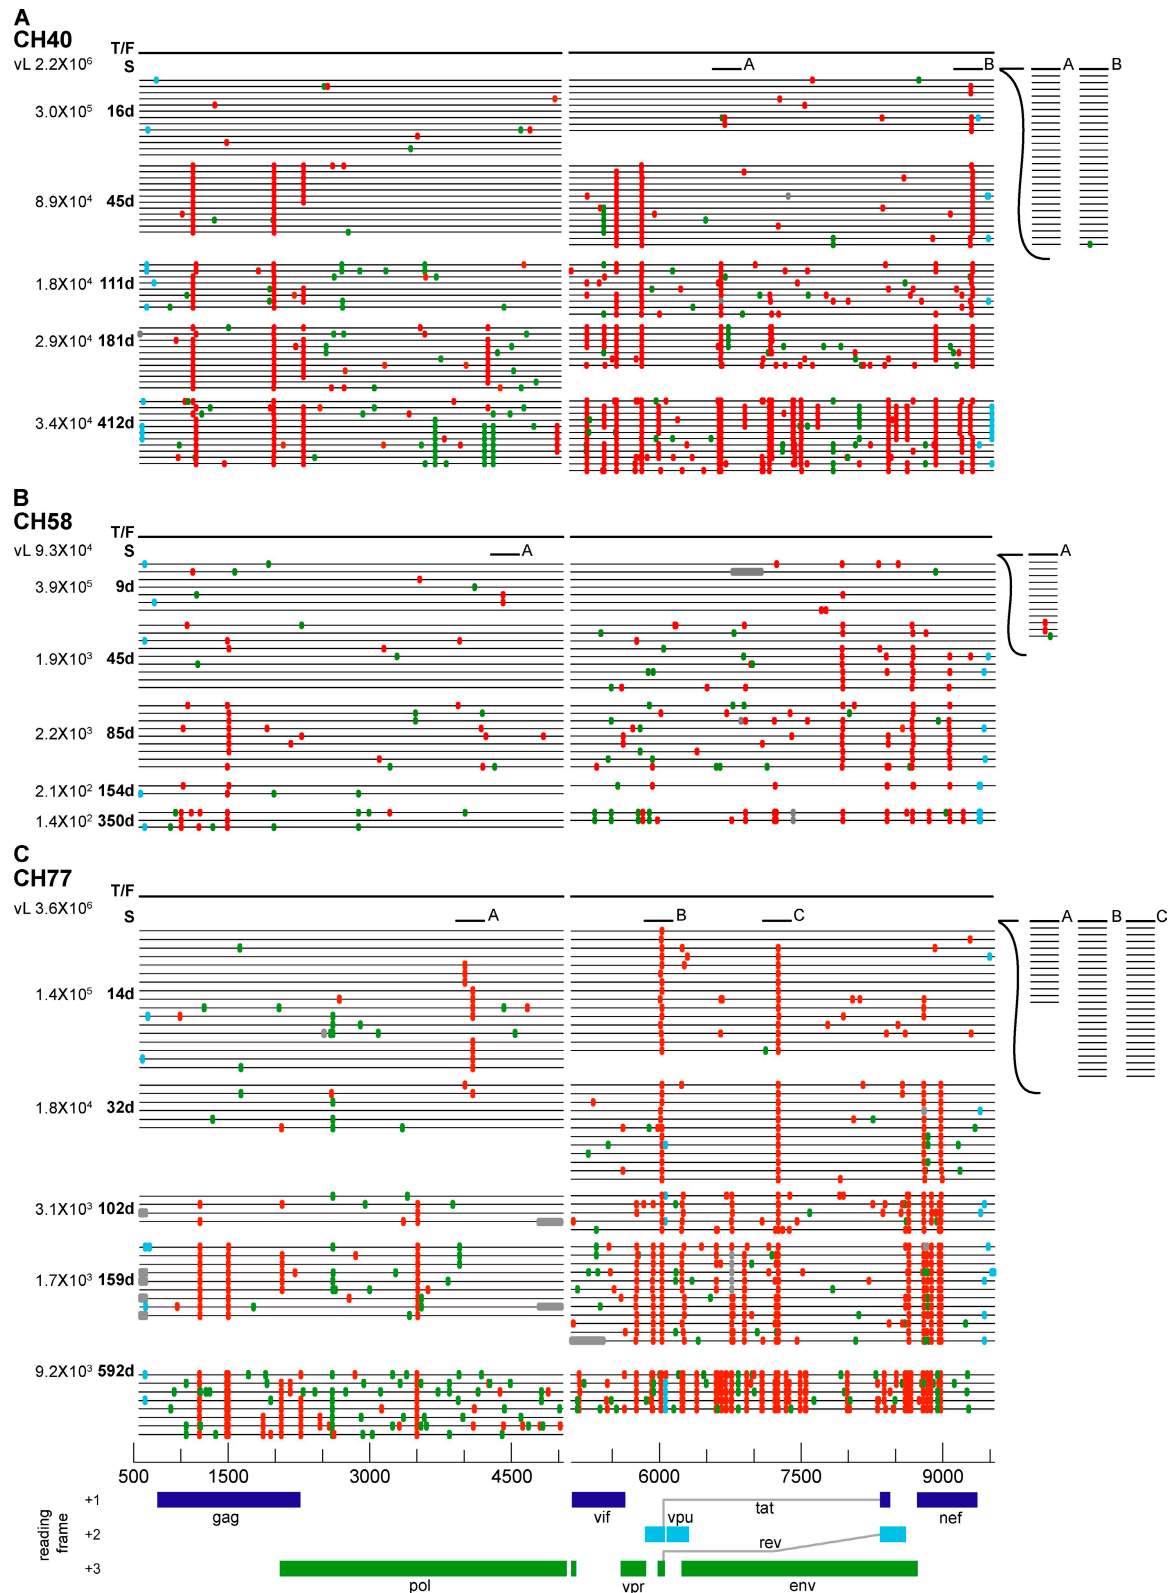 A
CH40
T/F
vL 2.2X10⁶ S A B A B
3.0X10⁵ 16d
8.9X10⁴ 45d
1.8X10⁴ 111d
2.9X10⁴ 181d
3.4X10⁴ 412d
B
CH58
T/F
vL 9.3X10⁴ S A A
3.9X10⁵ 9d
1.9X10³ 45d
2.2X10³ 85d
2.1X10² 154d
1.4X10² 350d
C
CH77
T/F
vL 3.6X10⁶ S A B C A B C
1.4X10⁵ 14d
1.8X10⁴ 32d
3.1X10³ 102d
1.7X10³ 159d
9.2X10³ 592d
500 1500 3000 4500 6000 7500 9000
reading frame
+1 gag vif tat nef
+2 vpu rev
+3 pol vpr env